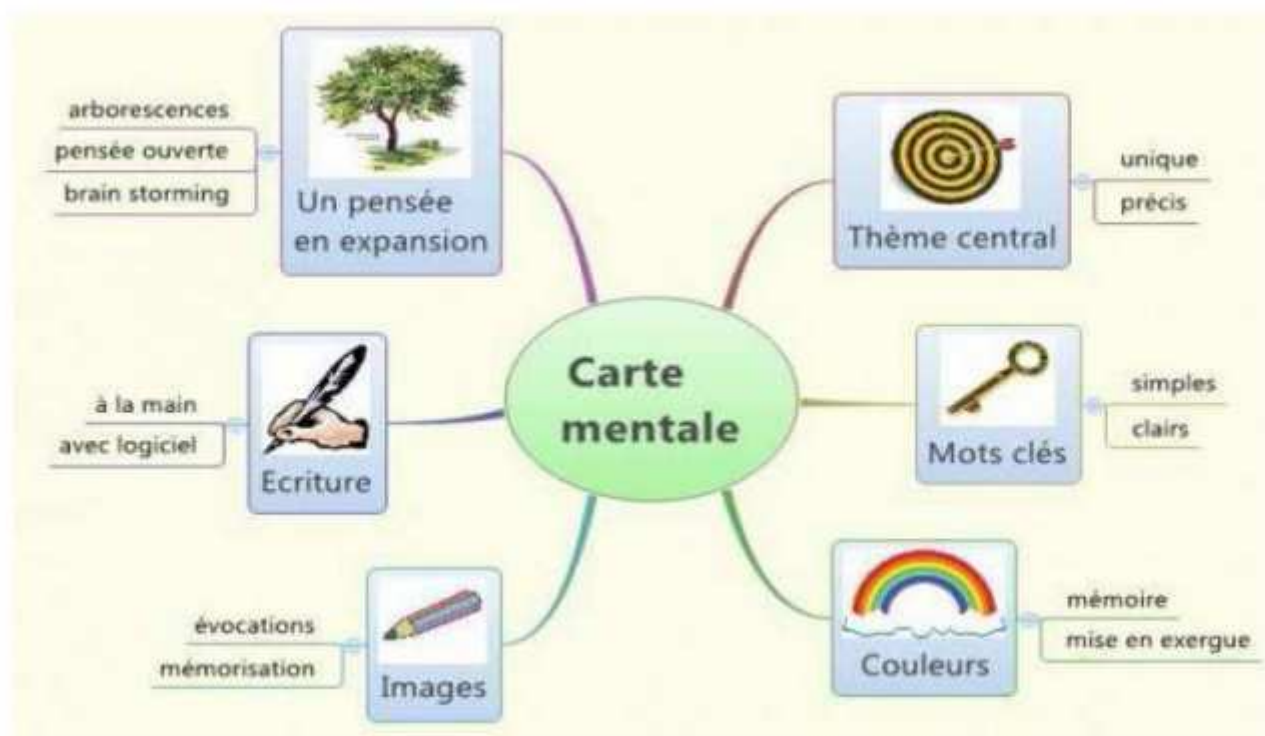 Carte
mentale
Thème central
unique
précis
Mots clés
simples
clairs
Couleurs
mémoire
mise en exergue
Images
évocations
mémorisation
Ecriture
à la main
avec logiciel
Un pensée
en expansion
arborescences
pensée ouverte
brain storming